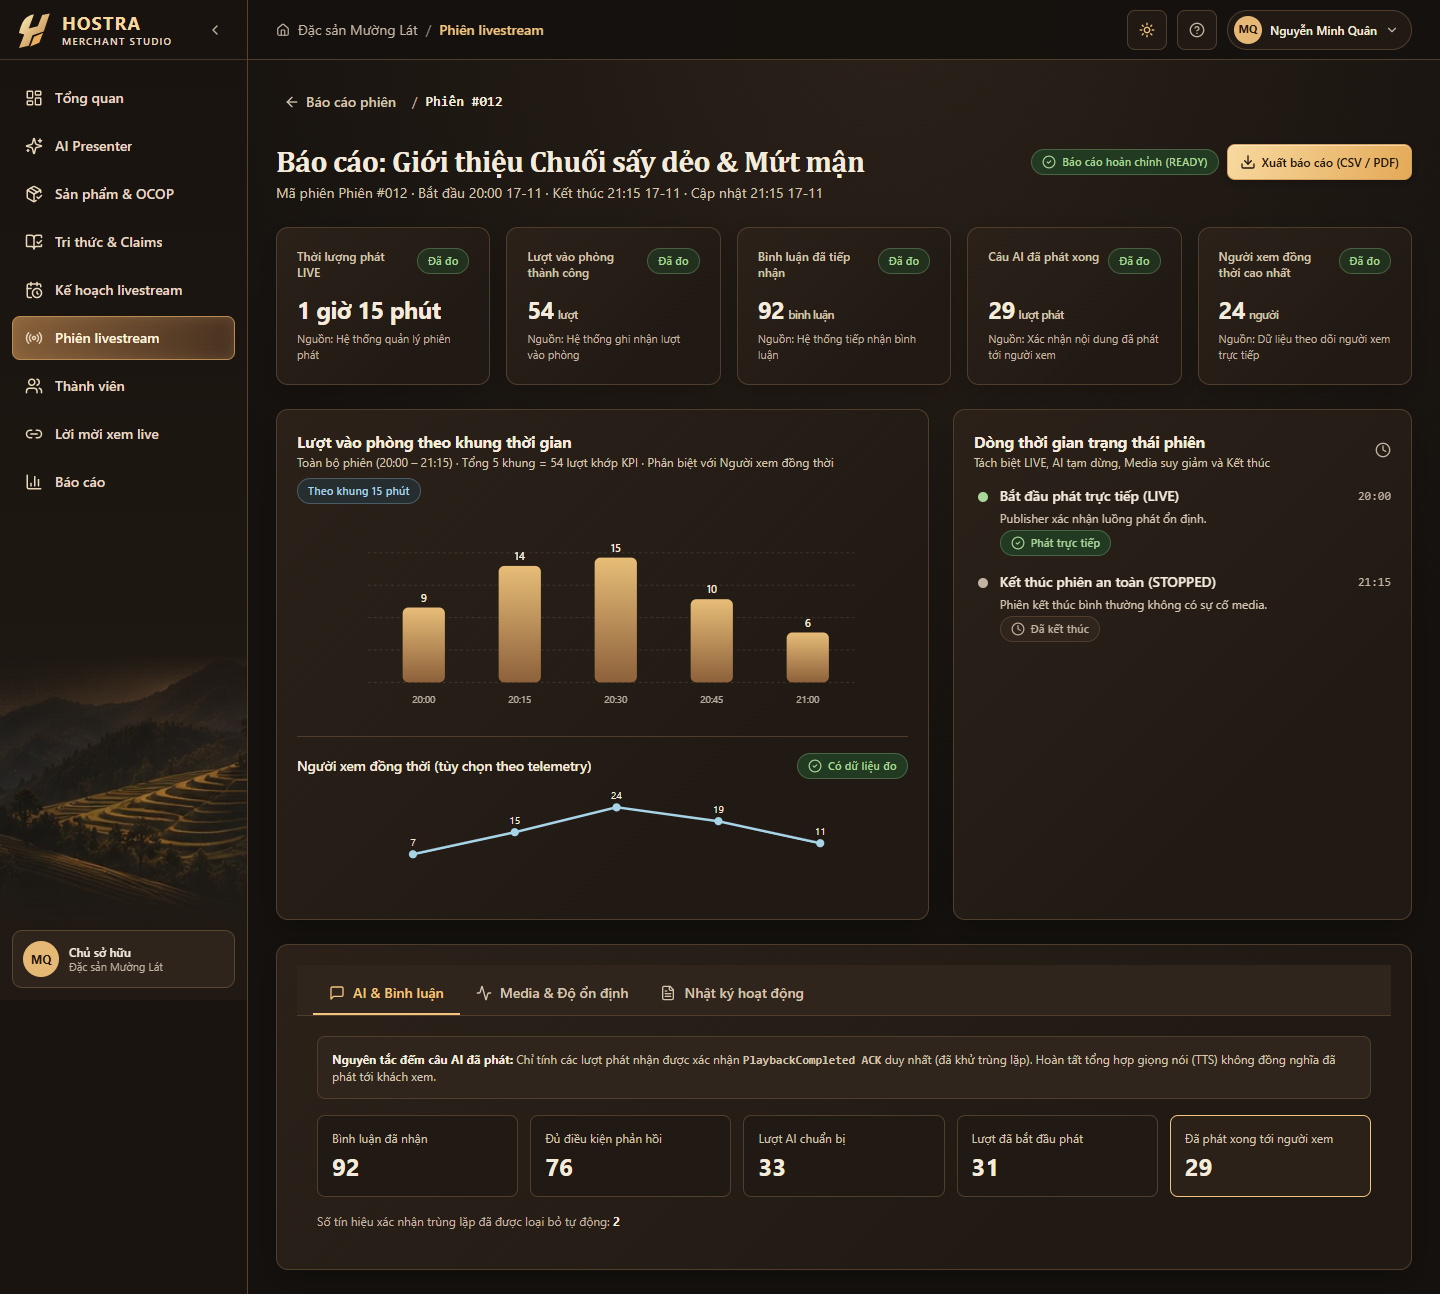 HOSTRA
MERCHANT STUDIO
Đặc sản Mường Lát / Phiên livestream
MQ Nguyễn Minh Quân
Tổng quan
AI Presenter
Sản phẩm & OCOP
Tri thức & Claims
Kế hoạch livestream
Phiên livestream
Thành viên
Lời mời xem live
Báo cáo
MQ
Chủ sở hữu
Đặc sản Mường Lát
Báo cáo phiên / Phiên #012
Báo cáo: Giới thiệu Chuối sấy dẻo & Mứt mận
Mã phiên Phiên #012 · Bắt đầu 20:00 17-11 · Kết thúc 21:15 17-11 · Cập nhật 21:15 17-11
Báo cáo hoàn chỉnh (READY)
Xuất báo cáo (CSV / PDF)
Thời lượng phát
LIVE
Đã đo
1 giờ 15 phút
Nguồn: Hệ thống quản lý phiên
phát
Lượt vào phòng
thành công
Đã đo
54 lượt
Nguồn: Hệ thống ghi nhận lượt
vào phòng
Bình luận đã tiếp
nhận
Đã đo
92 bình luận
Nguồn: Hệ thống tiếp nhận bình
luận
Câu AI đã phát xong
Đã đo
29 lượt phát
Nguồn: Xác nhận nội dung đã phát
tới người xem
Người xem đồng
thời cao nhất
Đã đo
24 người
Nguồn: Dữ liệu theo dõi người xem
trực tiếp
Lượt vào phòng theo khung thời gian
Toàn bộ phiên (20:00 – 21:15) · Tổng 5 khung = 54 lượt khớp KPI · Phân biệt với Người xem đồng thời
Theo khung 15 phút
9
14
15
10
6
20:00
20:15
20:30
20:45
21:00
Người xem đồng thời (tùy chọn theo telemetry)
Có dữ liệu đo
7
15
24
19
11
Dòng thời gian trạng thái phiên
Tách biệt LIVE, AI tạm dừng, Media suy giảm và Kết thúc
Bắt đầu phát trực tiếp (LIVE)
20:00
Publisher xác nhận luồng phát ổn định.
Phát trực tiếp
Kết thúc phiên an toàn (STOPPED)
21:15
Phiên kết thúc bình thường không có sự cố media.
Đã kết thúc
AI & Bình luận
Media & Độ ổn định
Nhật ký hoạt động
Nguyên tắc đếm câu AI đã phát: Chỉ tính các lượt phát nhận được xác nhận PlaybackCompleted ACK duy nhất (đã khử trùng lặp). Hoàn tất tổng hợp giọng nói (TTS) không đồng nghĩa đã
phát tới khách xem.
Bình luận đã nhận
92
Đủ điều kiện phản hồi
76
Lượt AI chuẩn bị
33
Lượt đã bắt đầu phát
31
Đã phát xong tới người xem
29
Số tín hiệu xác nhận trùng lặp đã được loại bỏ tự động: 2